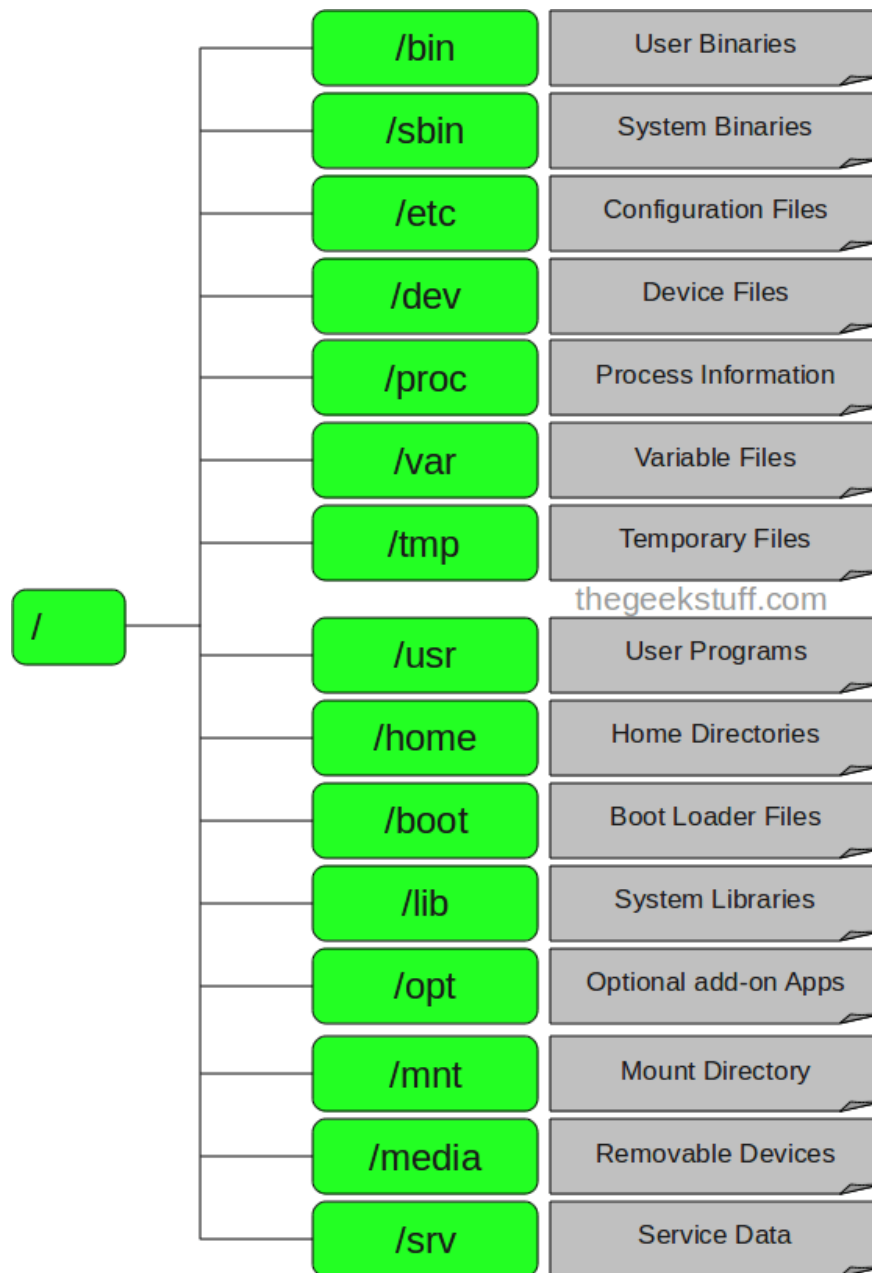 /bin User Binaries
/sbin System Binaries
/etc Configuration Files
/dev Device Files
/proc Process Information
/var Variable Files
/tmp Temporary Files
thegeekstuff.com
/
/usr User Programs
/home Home Directories
/boot Boot Loader Files
/lib System Libraries
/opt Optional add-on Apps
/mnt Mount Directory
/media Removable Devices
/srv Service Data